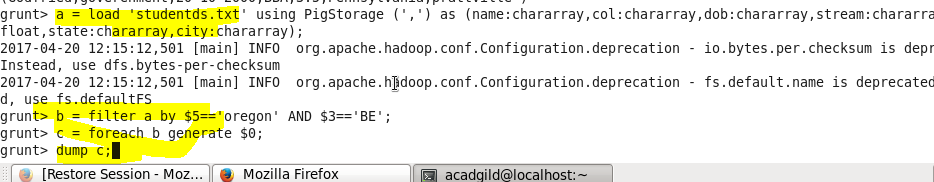 grunt> a = load 'studentds.txt' using PigStorage (',') as (name:chararray,col:chararray,dob:chararray,stream:chararra
float,state:chararray,city:chararray);
2017-04-20 12:15:12,501 [main] INFO  org.apache.hadoop.conf.Configuration.deprecation - io.bytes.per.checksum is depr
Instead, use dfs.bytes-per-checksum
2017-04-20 12:15:12,501 [main] INFO  org.apache.hadoop.conf.Configuration.deprecation - fs.default.name is deprecated
d, use fs.defaultFS
grunt> b = filter a by $5=='oregon' AND $3=='BE';
grunt> c = foreach b generate $0;
grunt> dump c;
[Restore Session - Moz... Mozilla Firefox acadgild@localhost:~